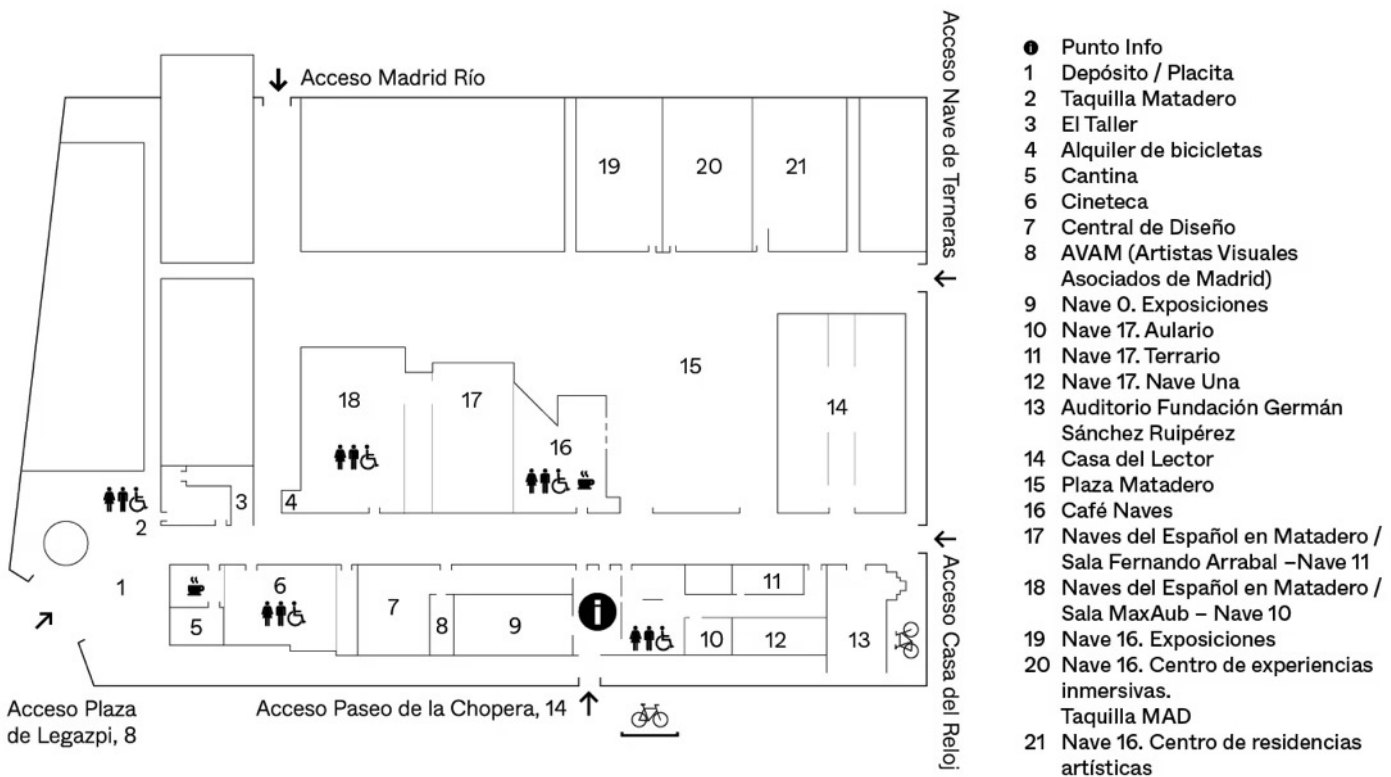 Acceso Madrid Río
Acceso Nave de Terneras
19
20
21
15
14
18
17
16
3
4
2
1
6
5
7
8
9
i
11
10
12
13
Acceso Casa del Reloj
Acceso Plaza
de Legazpi, 8
Acceso Paseo de la Chopera, 14
i Punto Info
1 Depósito / Placita
2 Taquilla Matadero
3 El Taller
4 Alquiler de bicicletas
5 Cantina
6 Cineteca
7 Central de Diseño
8 AVAM (Artistas Visuales
Asociados de Madrid)
9 Nave 0. Exposiciones
10 Nave 17. Aulario
11 Nave 17. Terrario
12 Nave 17. Nave Una
13 Auditorio Fundación Germán
Sánchez Ruipérez
14 Casa del Lector
15 Plaza Matadero
16 Café Naves
17 Naves del Español en Matadero /
Sala Fernando Arrabal –Nave 11
18 Naves del Español en Matadero /
Sala MaxAub – Nave 10
19 Nave 16. Exposiciones
20 Nave 16. Centro de experiencias
inmersivas.
Taquilla MAD
21 Nave 16. Centro de residencias
artísticas